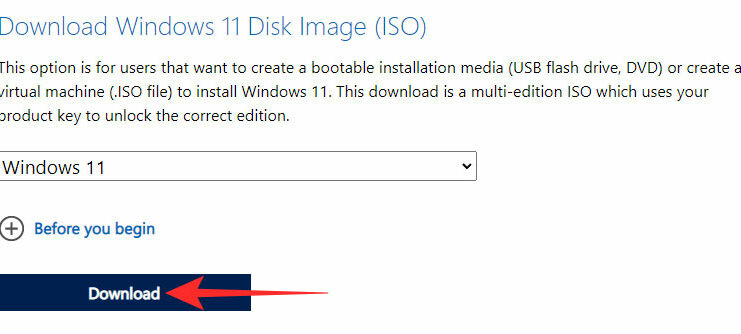 Download Windows 11 Disk Image (ISO)
This option is for users that want to create a bootable installation media (USB flash drive, DVD) or create a
virtual machine (.ISO file) to install Windows 11. This download is a multi-edition ISO which uses your
product key to unlock the correct edition.
Windows 11
Before you begin
Download